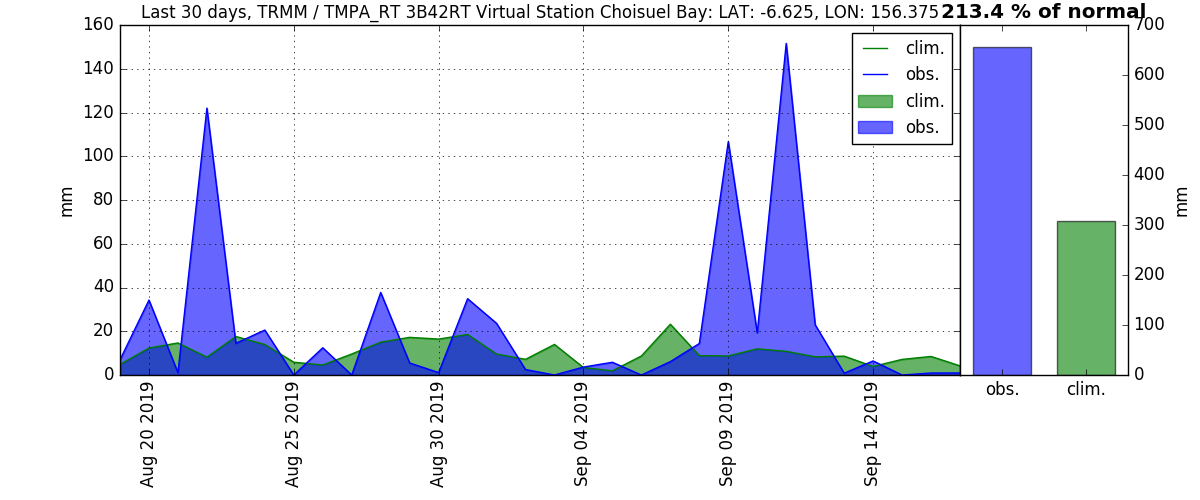 Last 30 days, TRMM / TMPA_RT 3B42RT Virtual Station Choisuel Bay: LAT: -6.625, LON: 156.375
213.4 % of normal
160
140
120
100
80
60
40
20
0
mm
clim.
obs.
clim.
obs.
Aug 20 2019
Aug 25 2019
Aug 30 2019
Sep 04 2019
Sep 09 2019
Sep 14 2019
700
600
500
400
300
200
100
0
mm
obs.
clim.